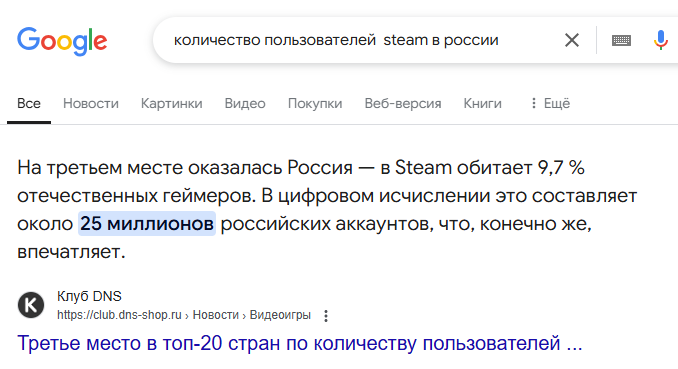 Google
количество пользователей steam в россии
Все Новости Картинки Видео Покупки Веб-версия Книги Ещё
На третьем месте оказалась Россия — в Steam обитает 9,7 %
отечественных геймеров. В цифровом исчислении это составляет
около 25 миллионов российских аккаунтов, что, конечно же,
впечатляет.
K
Клуб DNS
https://club.dns-shop.ru › Новости › Видеоигры
Третье место в топ-20 стран по количеству пользователей ...